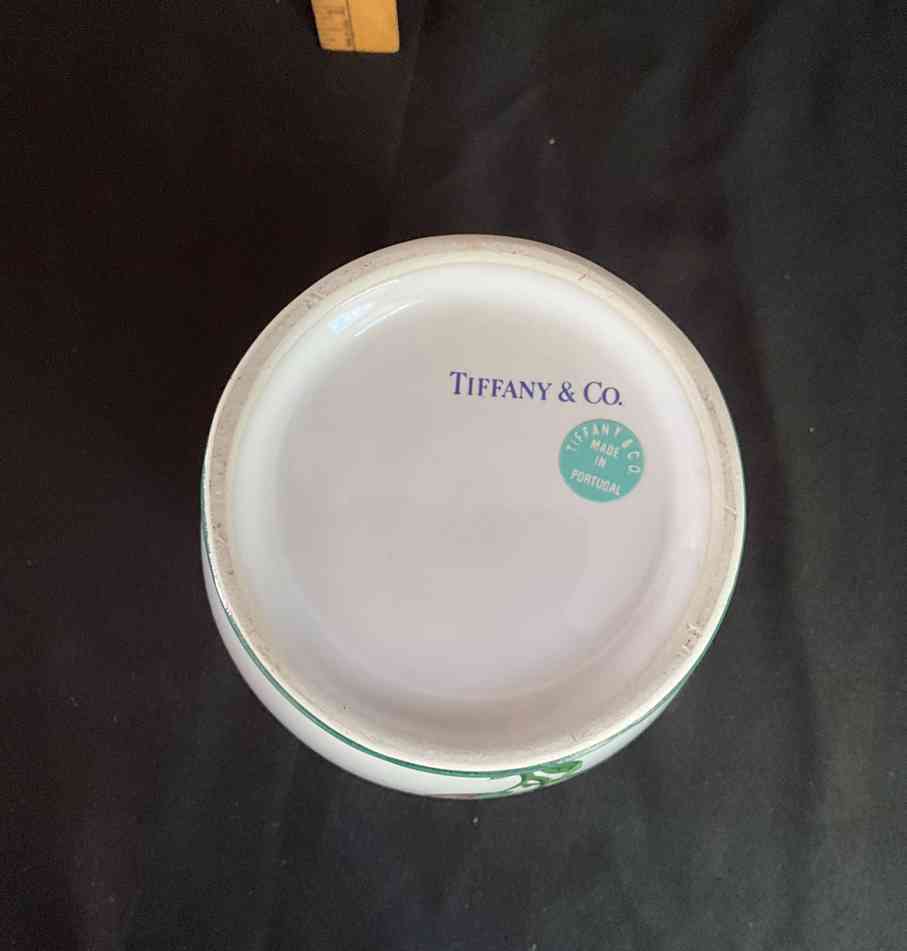 TIFFANY & CO.
TIFFANY & CO
MADE
IN
PORTUGAL